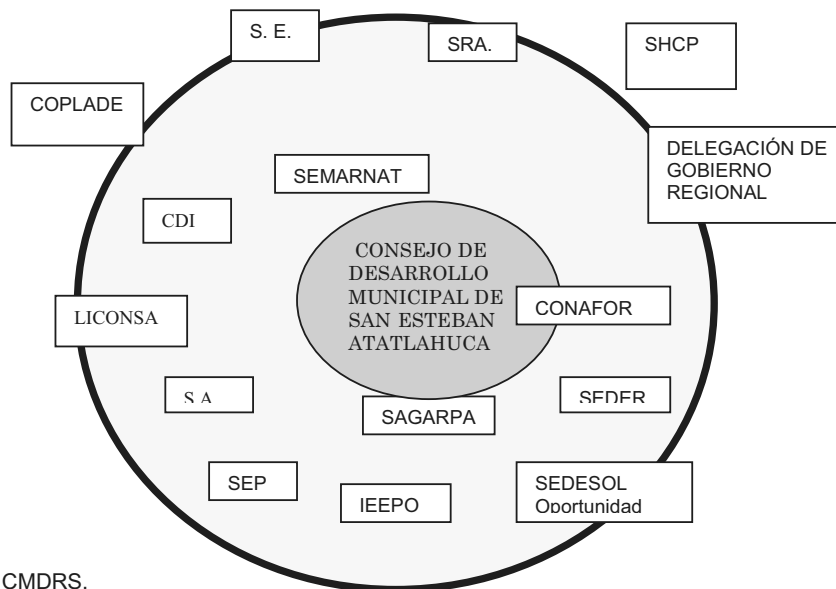 S. E.
SRA.
SHCP
COPLADE
DELEGACIÓN DE
GOBIERNO
REGIONAL
SEMARNAT
CDI
CONSEJO DE
DESARROLLO
MUNICIPAL DE
SAN ESTEBAN
ATATLAHUCA
CONAFOR
LICONSA
S A
SEDER
SAGARPA
SEP
IEEPO
SEDESOL
Oportunidad
CMDRS.